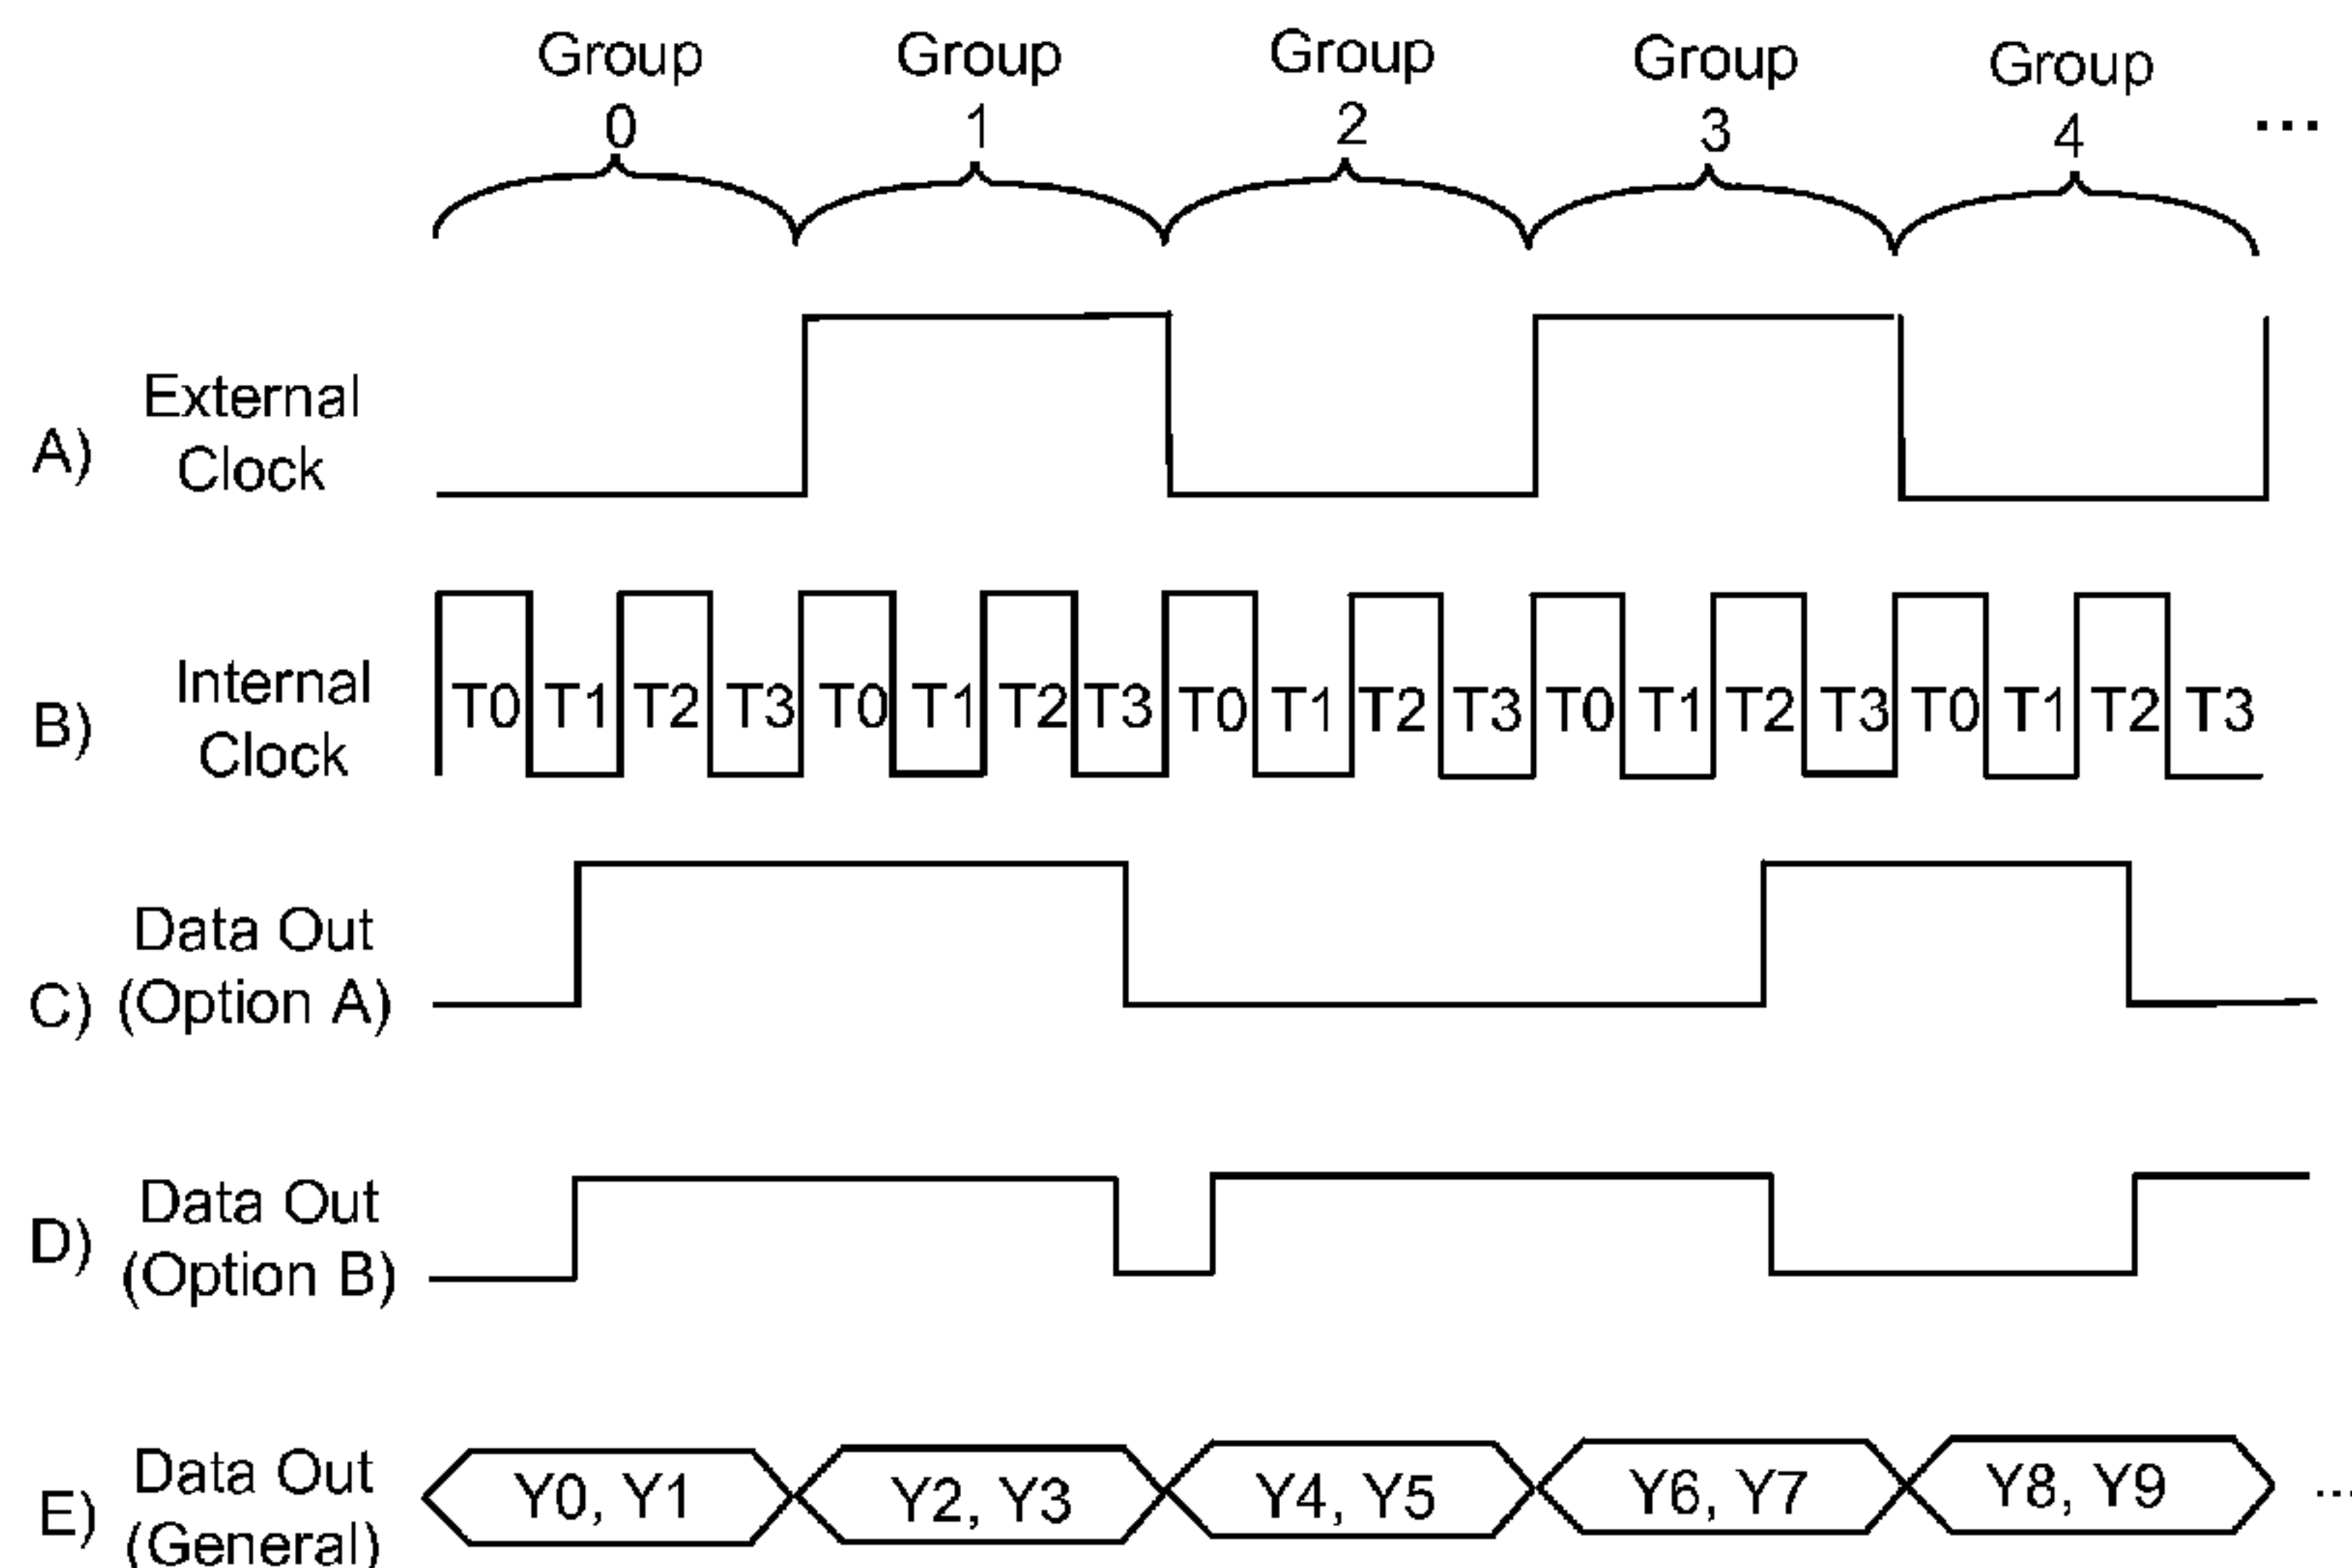 Group Group Group Group Group
0 1 2 3 4 ...
A) External
Clock
B) Internal
Clock
T0 T1 T2 T3 T0 T1 T2 T3 T0 T1 T2 T3 T0 T1 T2 T3 T0 T1 T2 T3
C) Data Out
(Option A)
D) Data Out
(Option B)
E) Data Out
(General)
Y0, Y1 Y2, Y3 Y4, Y5 Y6, Y7 Y8, Y9 ...